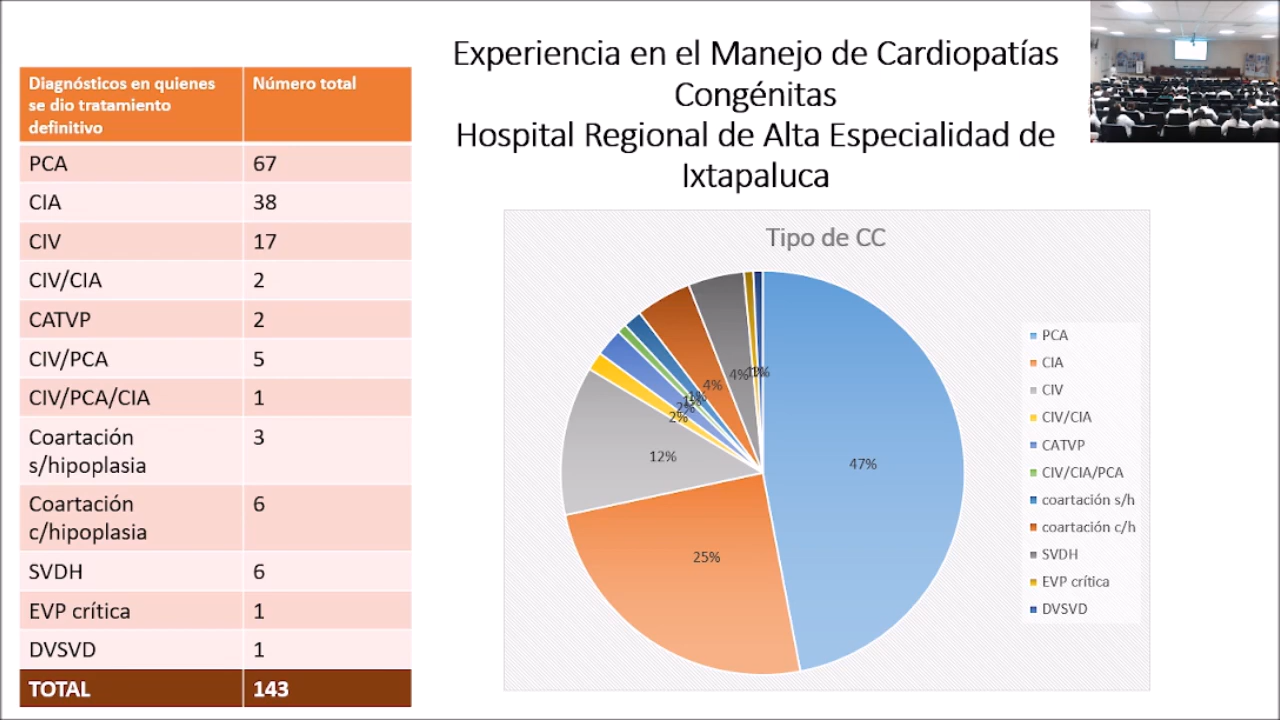 Experiencia en el Manejo de Cardiopatías
Congénitas
Hospital Regional de Alta Especialidad de
Ixtapaluca
Diagnósticos en quienes
se dio tratamiento
definitivo
Número total
PCA 67
CIA 38
CIV 17
CIV/CIA 2
CATVP 2
CIV/PCA 5
CIV/PCA/CIA 1
Coartación
s/hipoplasia
3
Coartación
c/hipoplasia
6
SVDH 6
EVP crítica 1
DVSVD 1
TOTAL 143
Tipo de CC
47%
25%
12%
2%
2%
1%
1%
4%
4%
1%
PCA
CIA
CIV
CIV/CIA
CATVP
CIV/CIA/PCA
coartación s/h
coartación c/h
SVDH
EVP crítica
DVSVD